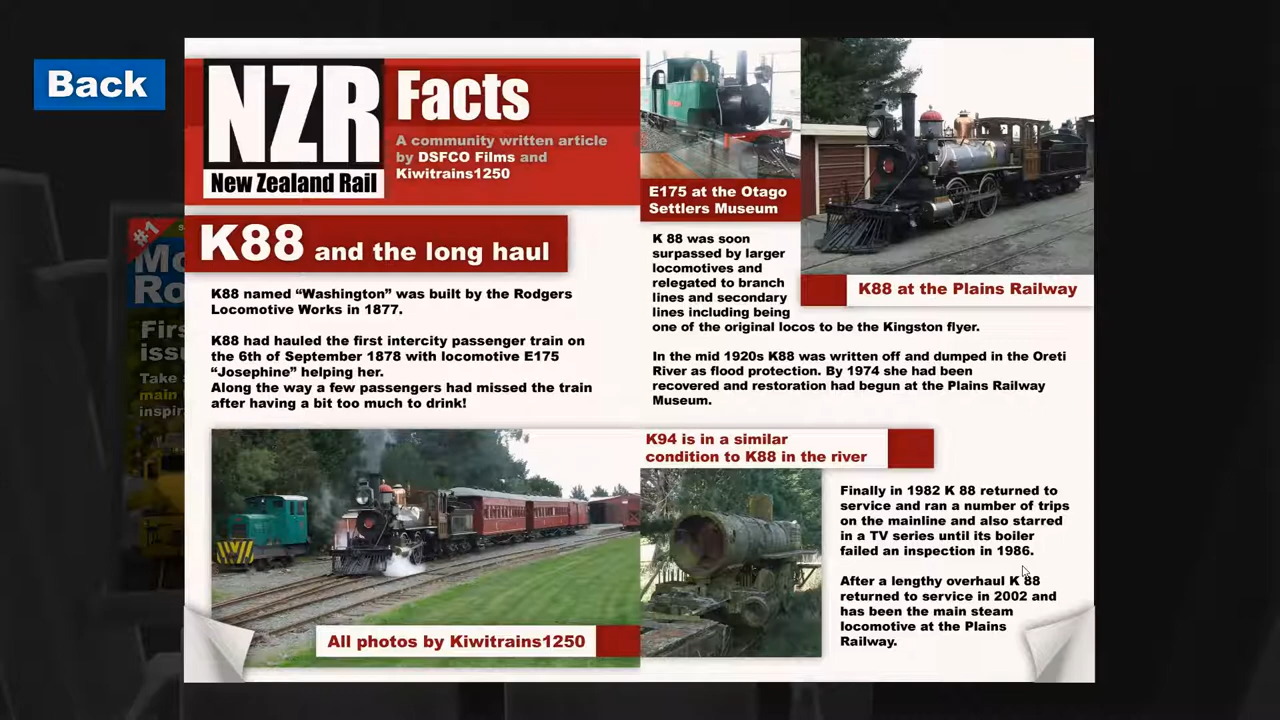 Back
NZR
New Zealand Rail
Facts
A community written article
by DSFCO Films and
Kiwitrains1250
K88 and the long haul
K88 named “Washington” was built by the Rodgers
Locomotive Works in 1877.
K88 had hauled the first intercity passenger train on
the 6th of September 1878 with locomotive E175
“Josephine” helping her.
Along the way a few passengers had missed the train
after having a bit too much to drink!
All photos by Kiwitrains1250
E175 at the Otago
Settlers Museum
K88 at the Plains Railway
K 88 was soon
surpassed by larger
locomotives and
relegated to branch
lines and secondary
lines including being
one of the original locos to be the Kingston flyer.
In the mid 1920s K88 was written off and dumped in the Oreti
River as flood protection. By 1974 she had been
recovered and restoration had begun at the Plains Railway
Museum.
K94 is in a similar
condition to K88 in the river
Finally in 1982 K 88 returned to
service and ran a number of trips
on the mainline and also starred
in a TV series until its boiler
failed an inspection in 1986.
After a lengthy overhaul K 88
returned to service in 2002 and
has been the main steam
locomotive at the Plains
Railway.
#1